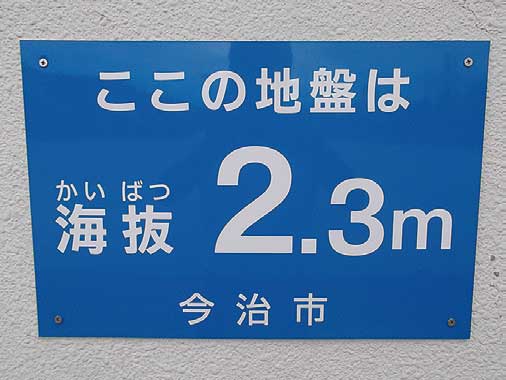 ここの地盤は
かいばつ
海抜 2.3m
今治市